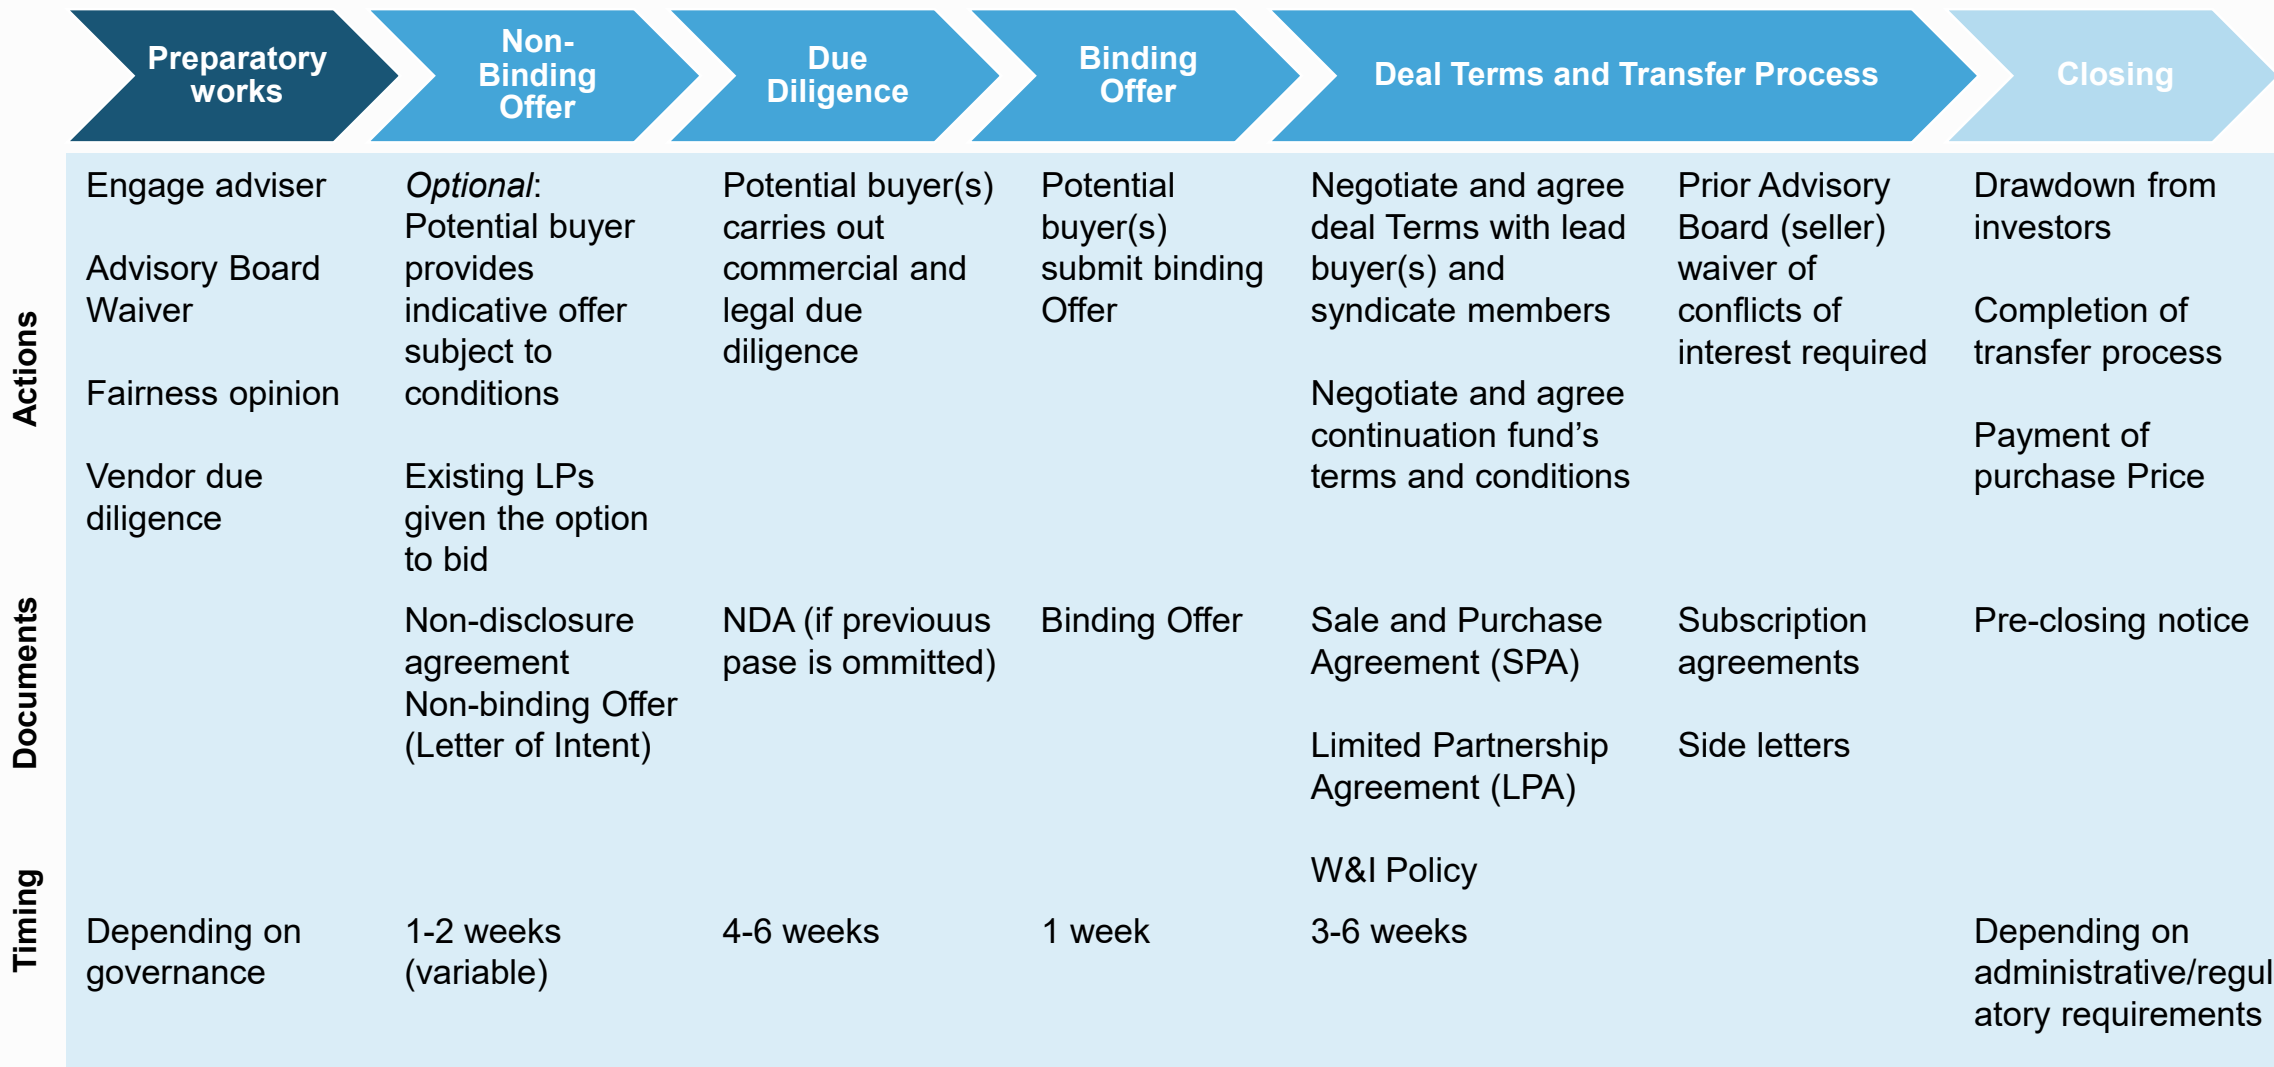 Preparatory
works
Non-
Binding
Offer
Due
Diligence
Binding
Offer
Deal Terms and Transfer Process
Closing
Actions
Engage adviser
Advisory Board
Waiver
Fairness opinion
Vendor due
diligence
Optional:
Potential buyer
provides
indicative offer
subject to
conditions
Existing LPs
given the option
to bid
Potential buyer(s)
carries out
commercial and
legal due
diligence
Potential
buyer(s)
submit binding
Offer
Negotiate and agree
deal Terms with lead
buyer(s) and
syndicate members
Negotiate and agree
continuation fund’s
terms and conditions
Prior Advisory
Board (seller)
waiver of
conflicts of
interest required
Drawdown from
investors
Completion of
transfer process
Payment of
purchase Price
Documents
Non-disclosure
agreement
Non-binding Offer
(Letter of Intent)
NDA (if previouus
pase is ommitted)
Binding Offer
Sale and Purchase
Agreement (SPA)
Limited Partnership
Agreement (LPA)
W&I Policy
Subscription
agreements
Side letters
Pre-closing notice
Timing
Depending on
governance
1-2 weeks
(variable)
4-6 weeks
1 week
3-6 weeks
Depending on
administrative/regul
atory requirements